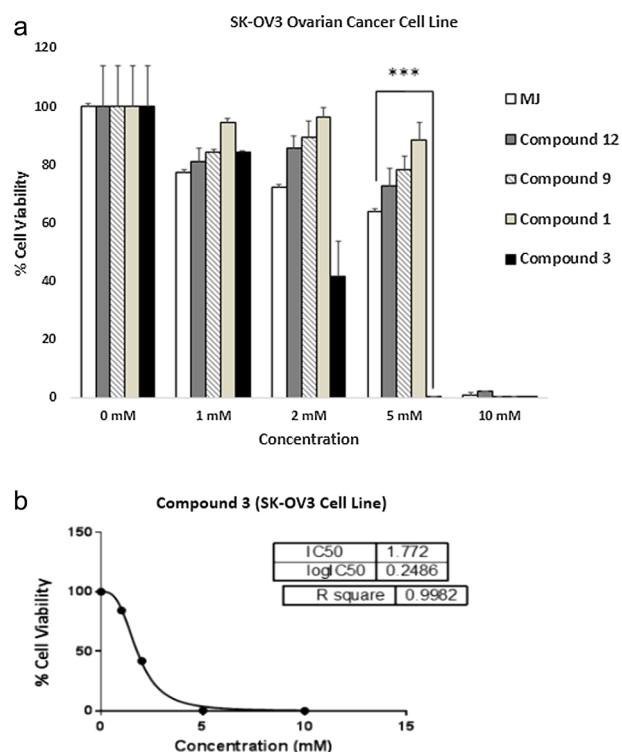 a
SK-OV3 Ovarian Cancer Cell Line
120
100
80
60
40
20
0
% Cell Viability
***
MJ
Compound 12
Compound 9
Compound 1
Compound 3
0 mM 1 mM 2 mM 5 mM 10 mM
Concentration
b
Compound 3 (SK-OV3 Cell Line)
150
100
50
0
% Cell Viability
IC50 1.772
logIC50 0.2486
R square 0.9982
0 5 10 15
Concentration (mM)